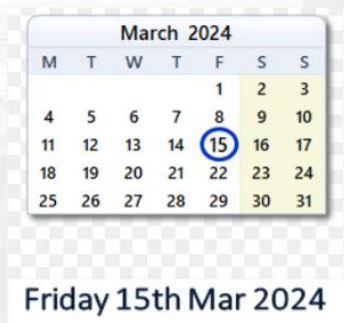 March 2024
M T W T F S S
1 2 3
4 5 6 7 8 9 10
11 12 13 14 15 16 17
18 19 20 21 22 23 24
25 26 27 28 29 30 31
Friday 15th Mar 2024